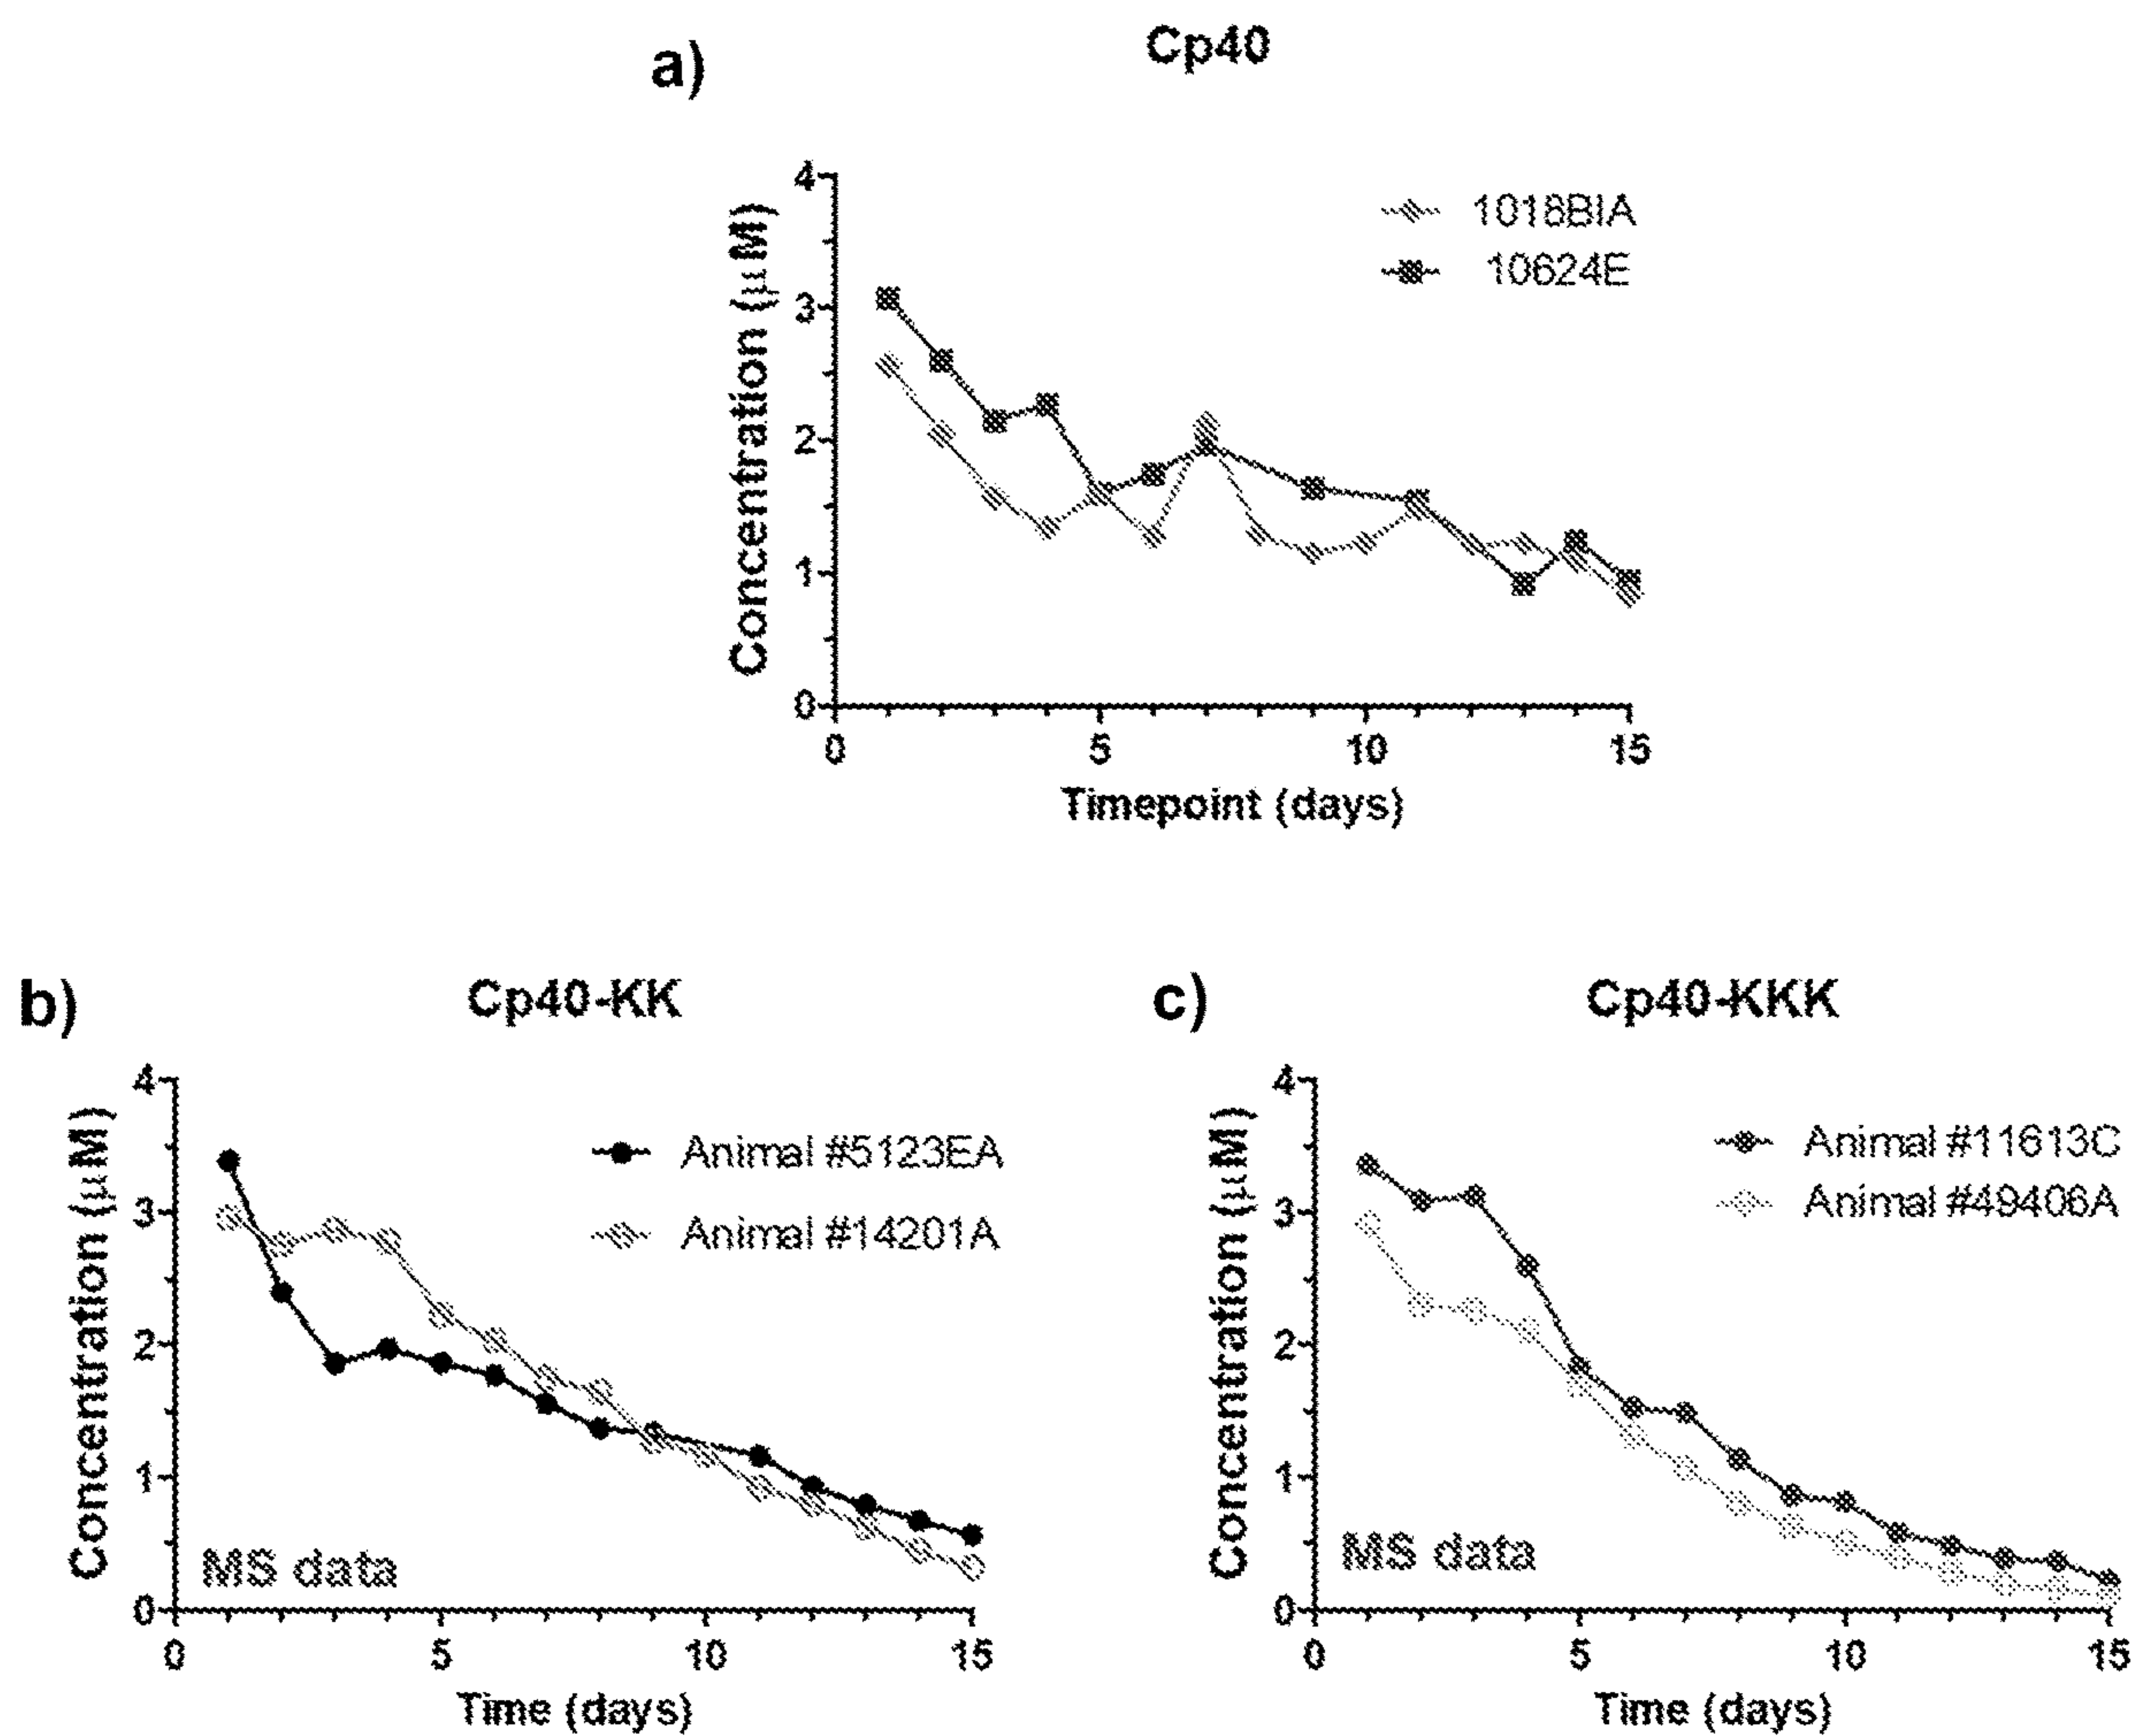 a)
Cp40
Concentration (µM)
4
3
2
1
0
1018BIA
10624E
0 5 10 15
Timepoint (days)
b)
Cp40-KK
Concentration (µM)
4
3
2
1
0
Animal #5123EA
Animal #14201A
MS data
0 5 10 15
Time (days)
c)
Cp40-KKK
Concentration (µM)
4
3
2
1
0
Animal #11613C
Animal #49406A
MS data
0 5 10 15
Time (days)